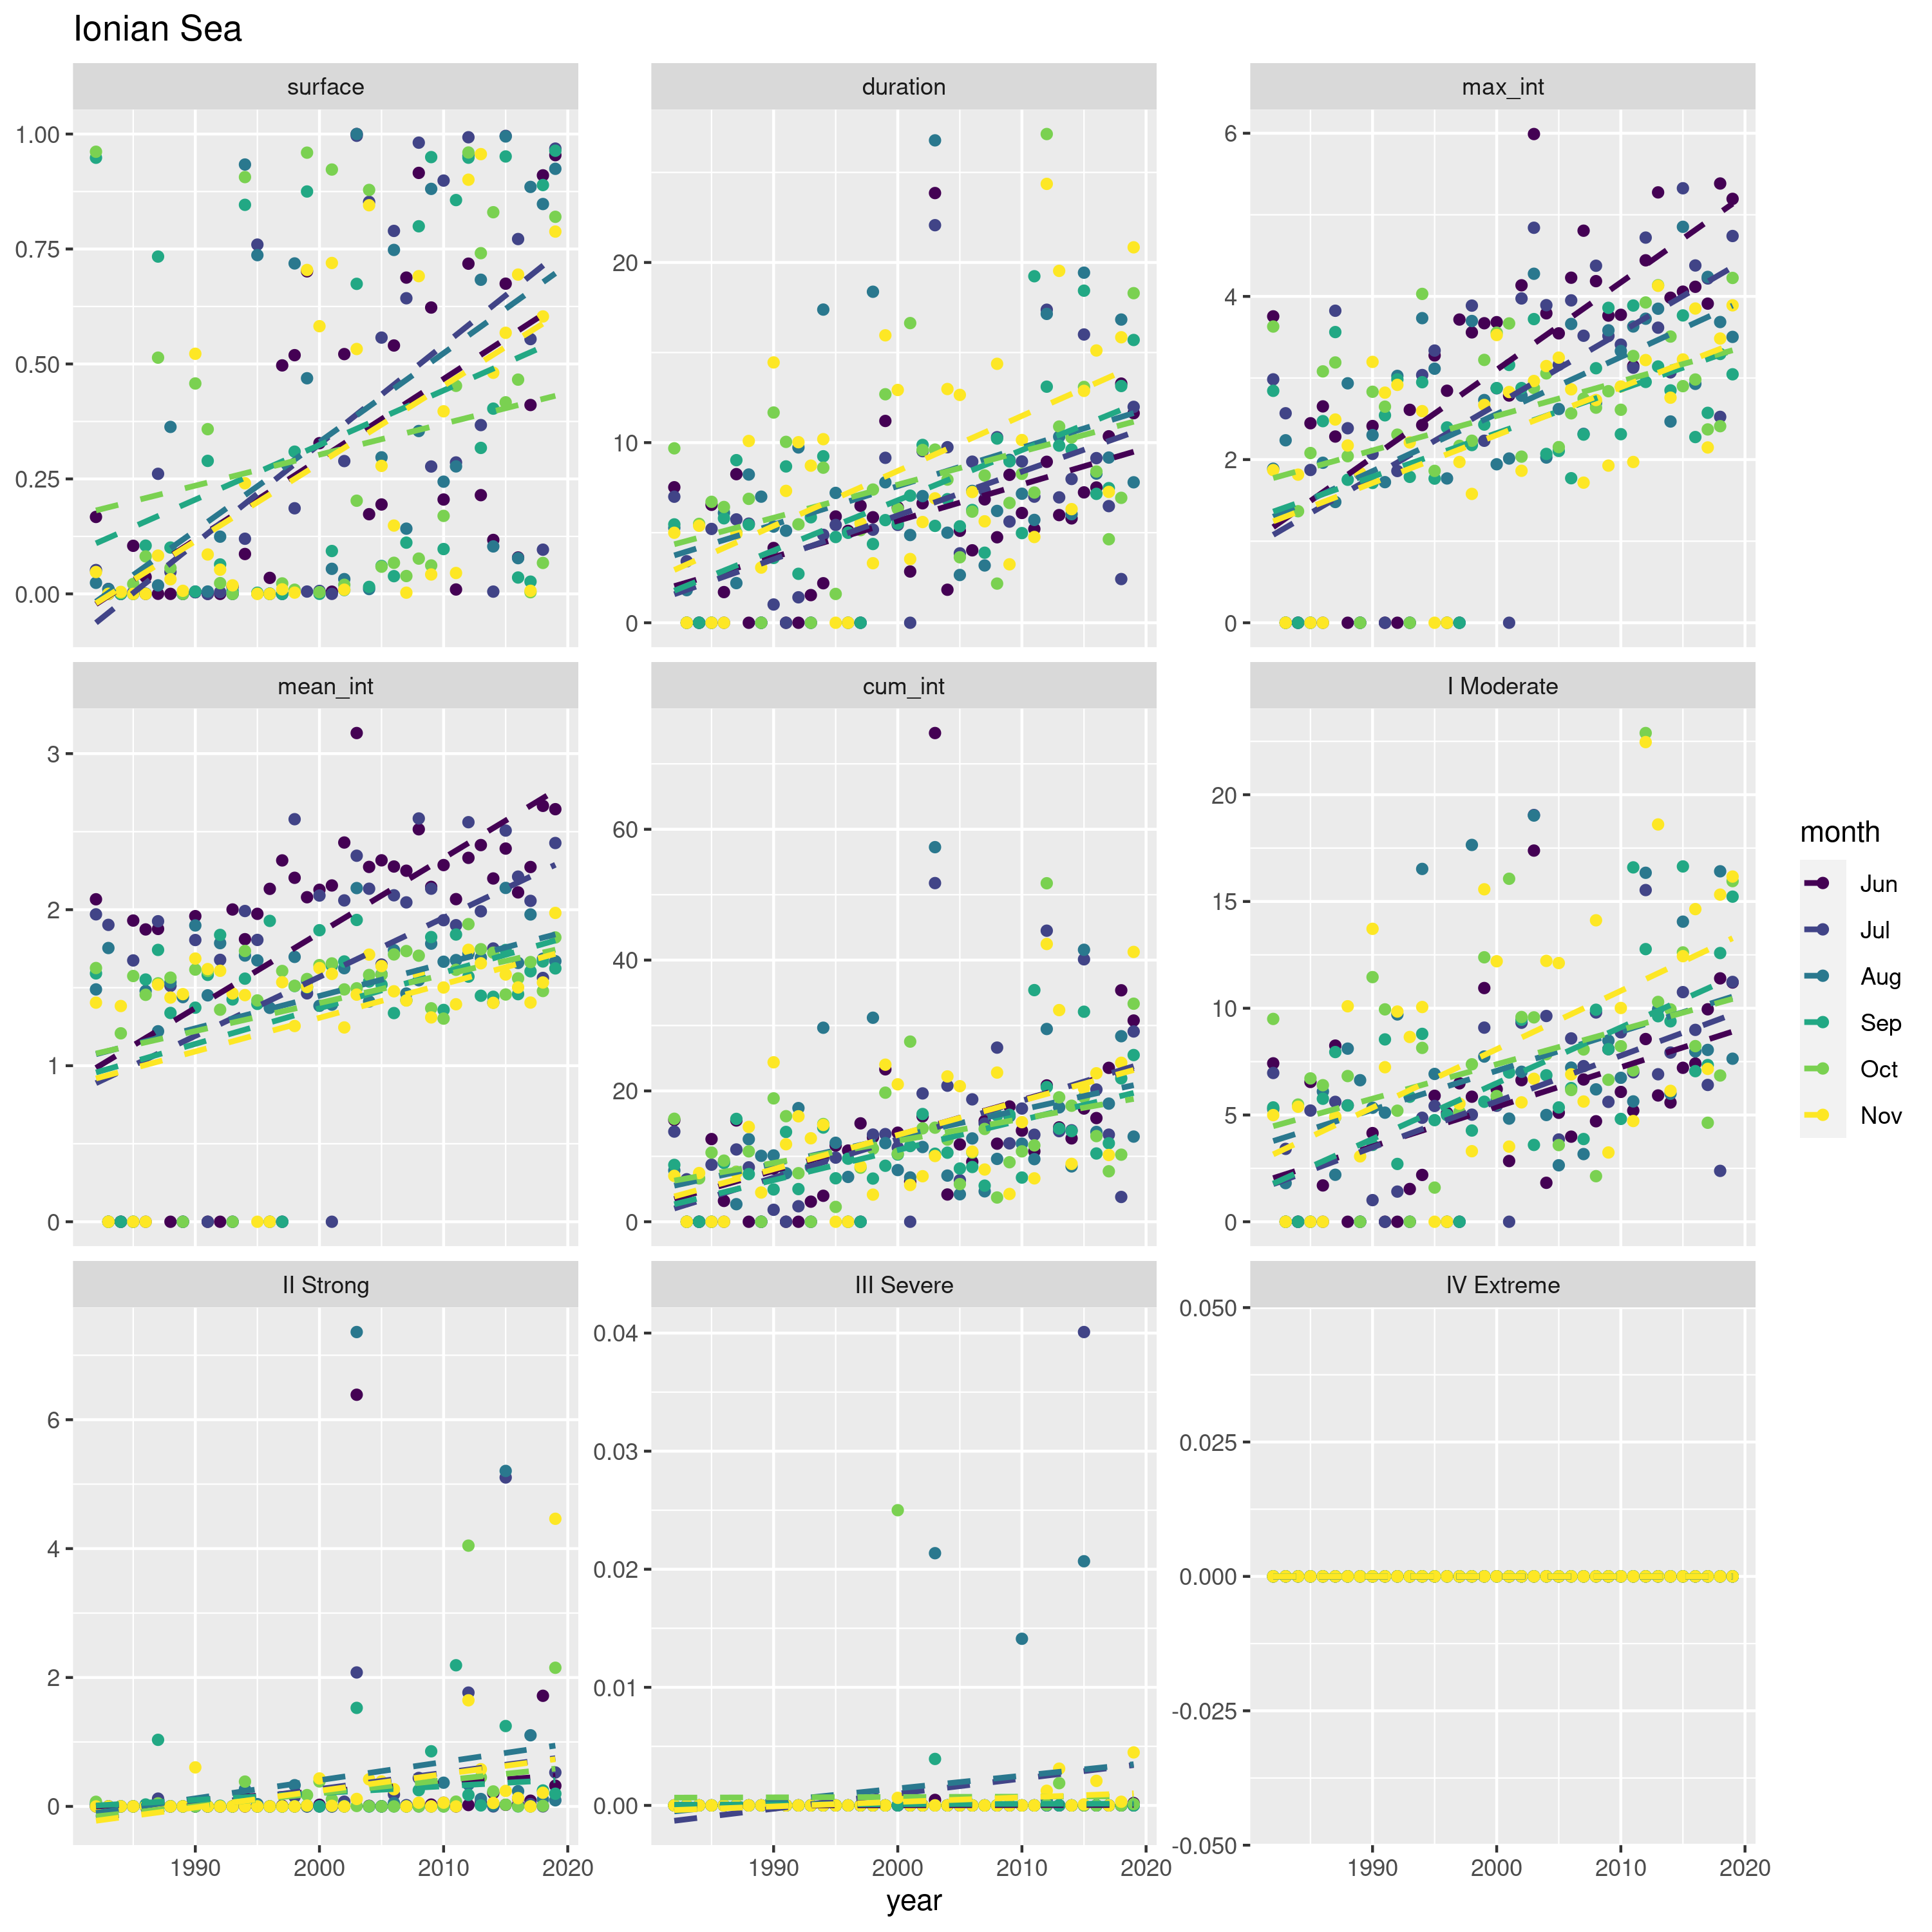 Ionian Sea
surface
duration
max_int
1.00
0.75
0.50
0.25
0.00
20
10
0
6
4
2
0
mean_int
cum_int
I Moderate
3
2
1
0
60
40
20
0
20
15
10
5
0
II Strong
III Severe
IV Extreme
6
4
2
0
0.04
0.03
0.02
0.01
0.00
0.050
0.025
0.000
-0.025
-0.050
1990 2000 2010 2020
1990 2000 2010 2020
1990 2000 2010 2020
year
month
Jun
Jul
Aug
Sep
Oct
Nov